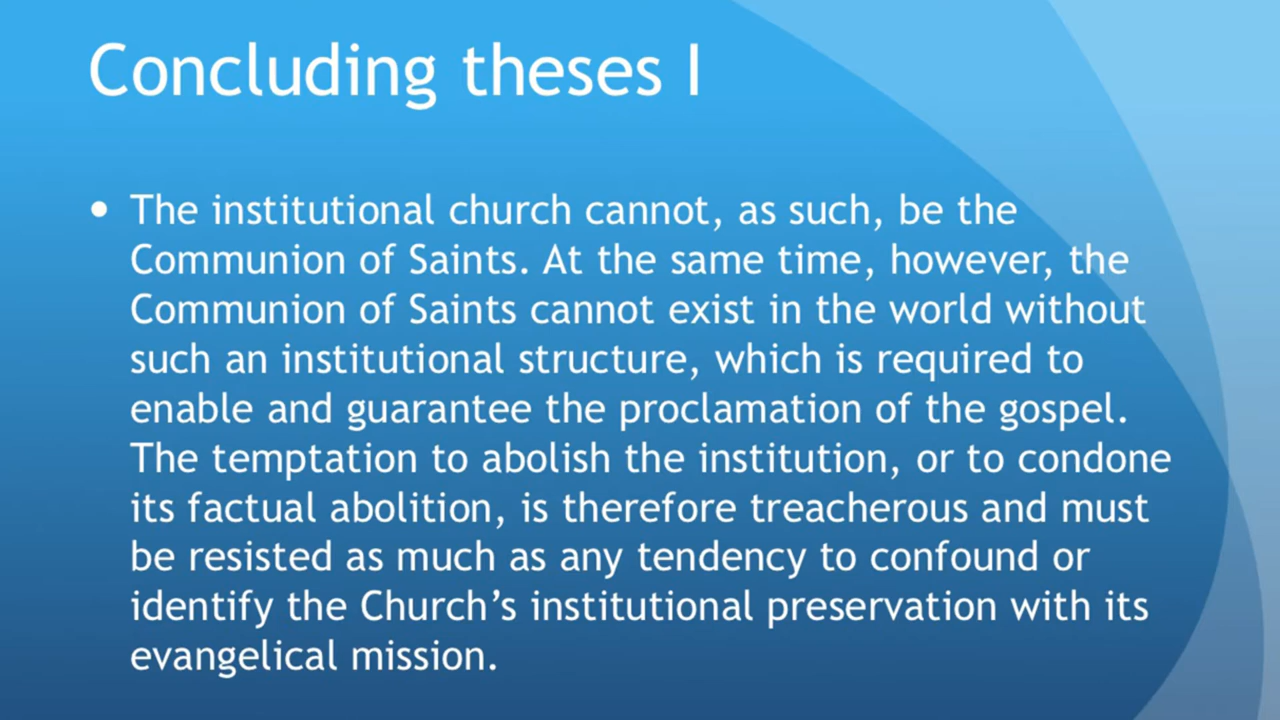 Concluding theses I
• The institutional church cannot, as such, be the
Communion of Saints. At the same time, however, the
Communion of Saints cannot exist in the world without
such an institutional structure, which is required to
enable and guarantee the proclamation of the gospel.
The temptation to abolish the institution, or to condone
its factual abolition, is therefore treacherous and must
be resisted as much as any tendency to confound or
identify the Church’s institutional preservation with its
evangelical mission.